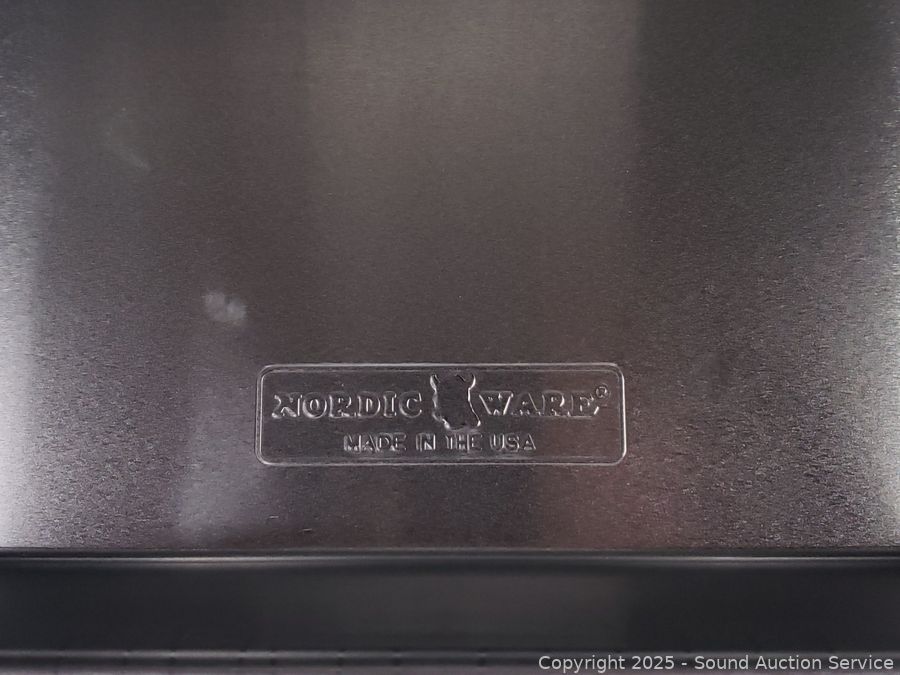 NORDIC WARE®
MADE IN THE USA
Copyright 2025 - Sound Auction Service